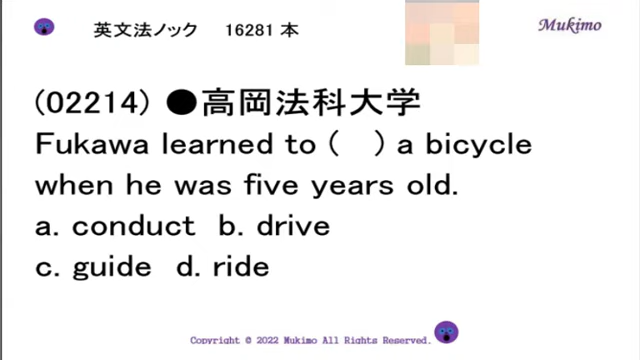 英文法ノック 16281 本
Mukimo
(02214) ●高岡法科大学
Fukawa learned to ( ) a bicycle
when he was five years old.
a. conduct b. drive
c. guide d. ride
Copyright © 2022 Mukimo All Rights Reserved.